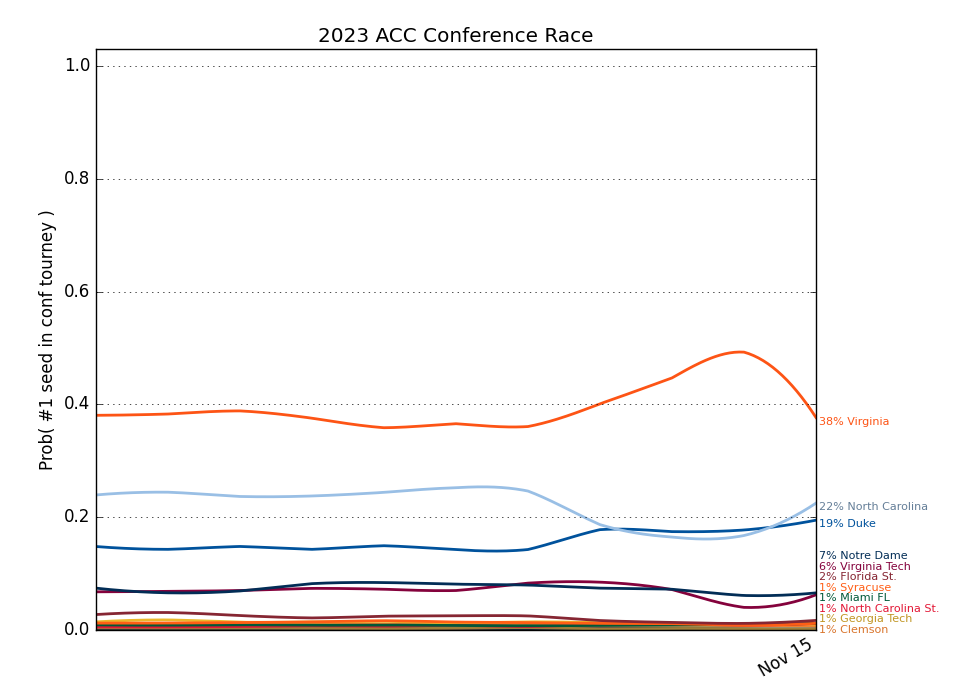 2023 ACC Conference Race
Prob( #1 seed in conf tourney )
1.0
0.8
0.6
0.4
0.2
0.0
38% Virginia
22% North Carolina
19% Duke
7% Notre Dame
6% Virginia Tech
2% Florida St.
1% Syracuse
1% Miami FL
1% North Carolina St.
1% Georgia Tech
1% Clemson
Nov 15